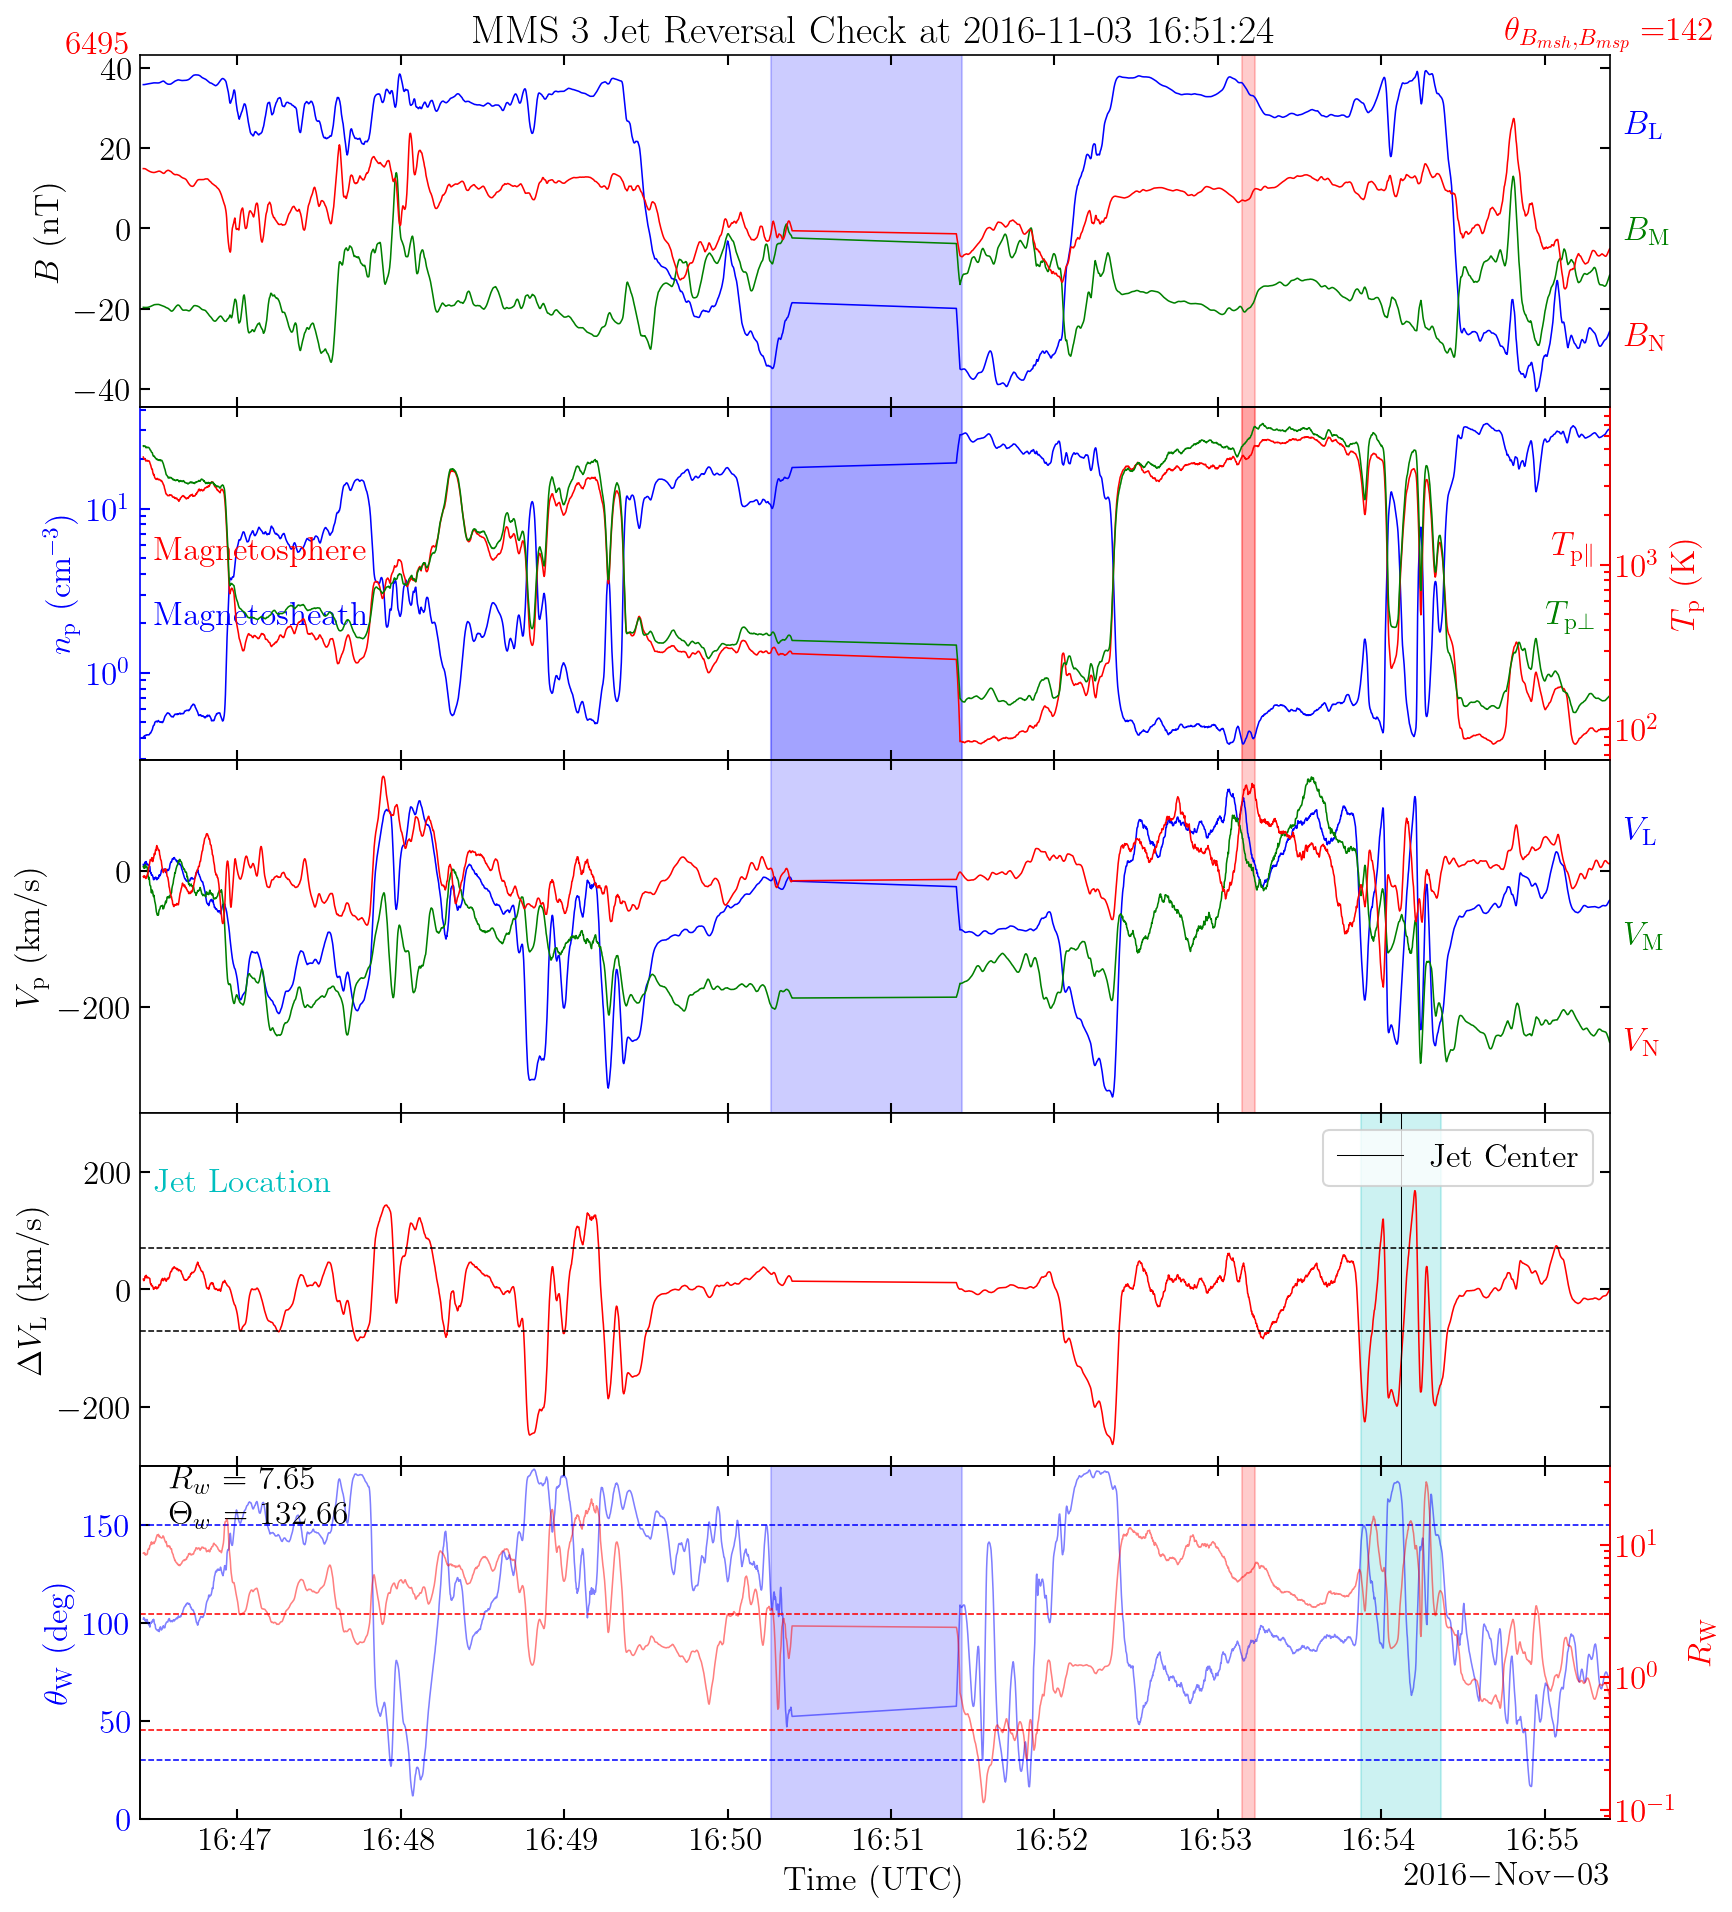 MMS 3 Jet Reversal Check at 2016-11-03 16:51:24
6495
θ_{B_{msh}, B_{msp}} =142
40
20
0
−20
−40
B (nT)
B_L
B_M
B_N
10^1
10^0
n_p (cm^{−3})
Magnetosphere
Magnetosheath
T_{p∥}
T_{p⊥}
10^3
10^2
T_p (K)
0
−200
V_p (km/s)
V_L
V_M
V_N
200
0
−200
ΔV_L (km/s)
Jet Location
Jet Center
R_w = 7.65
Θ_w = 132.66
150
100
50
0
θ_W (deg)
10^1
10^0
10^{−1}
R_W
16:47 16:48 16:49 16:50 16:51 16:52 16:53 16:54 16:55
Time (UTC)
2016−Nov−03